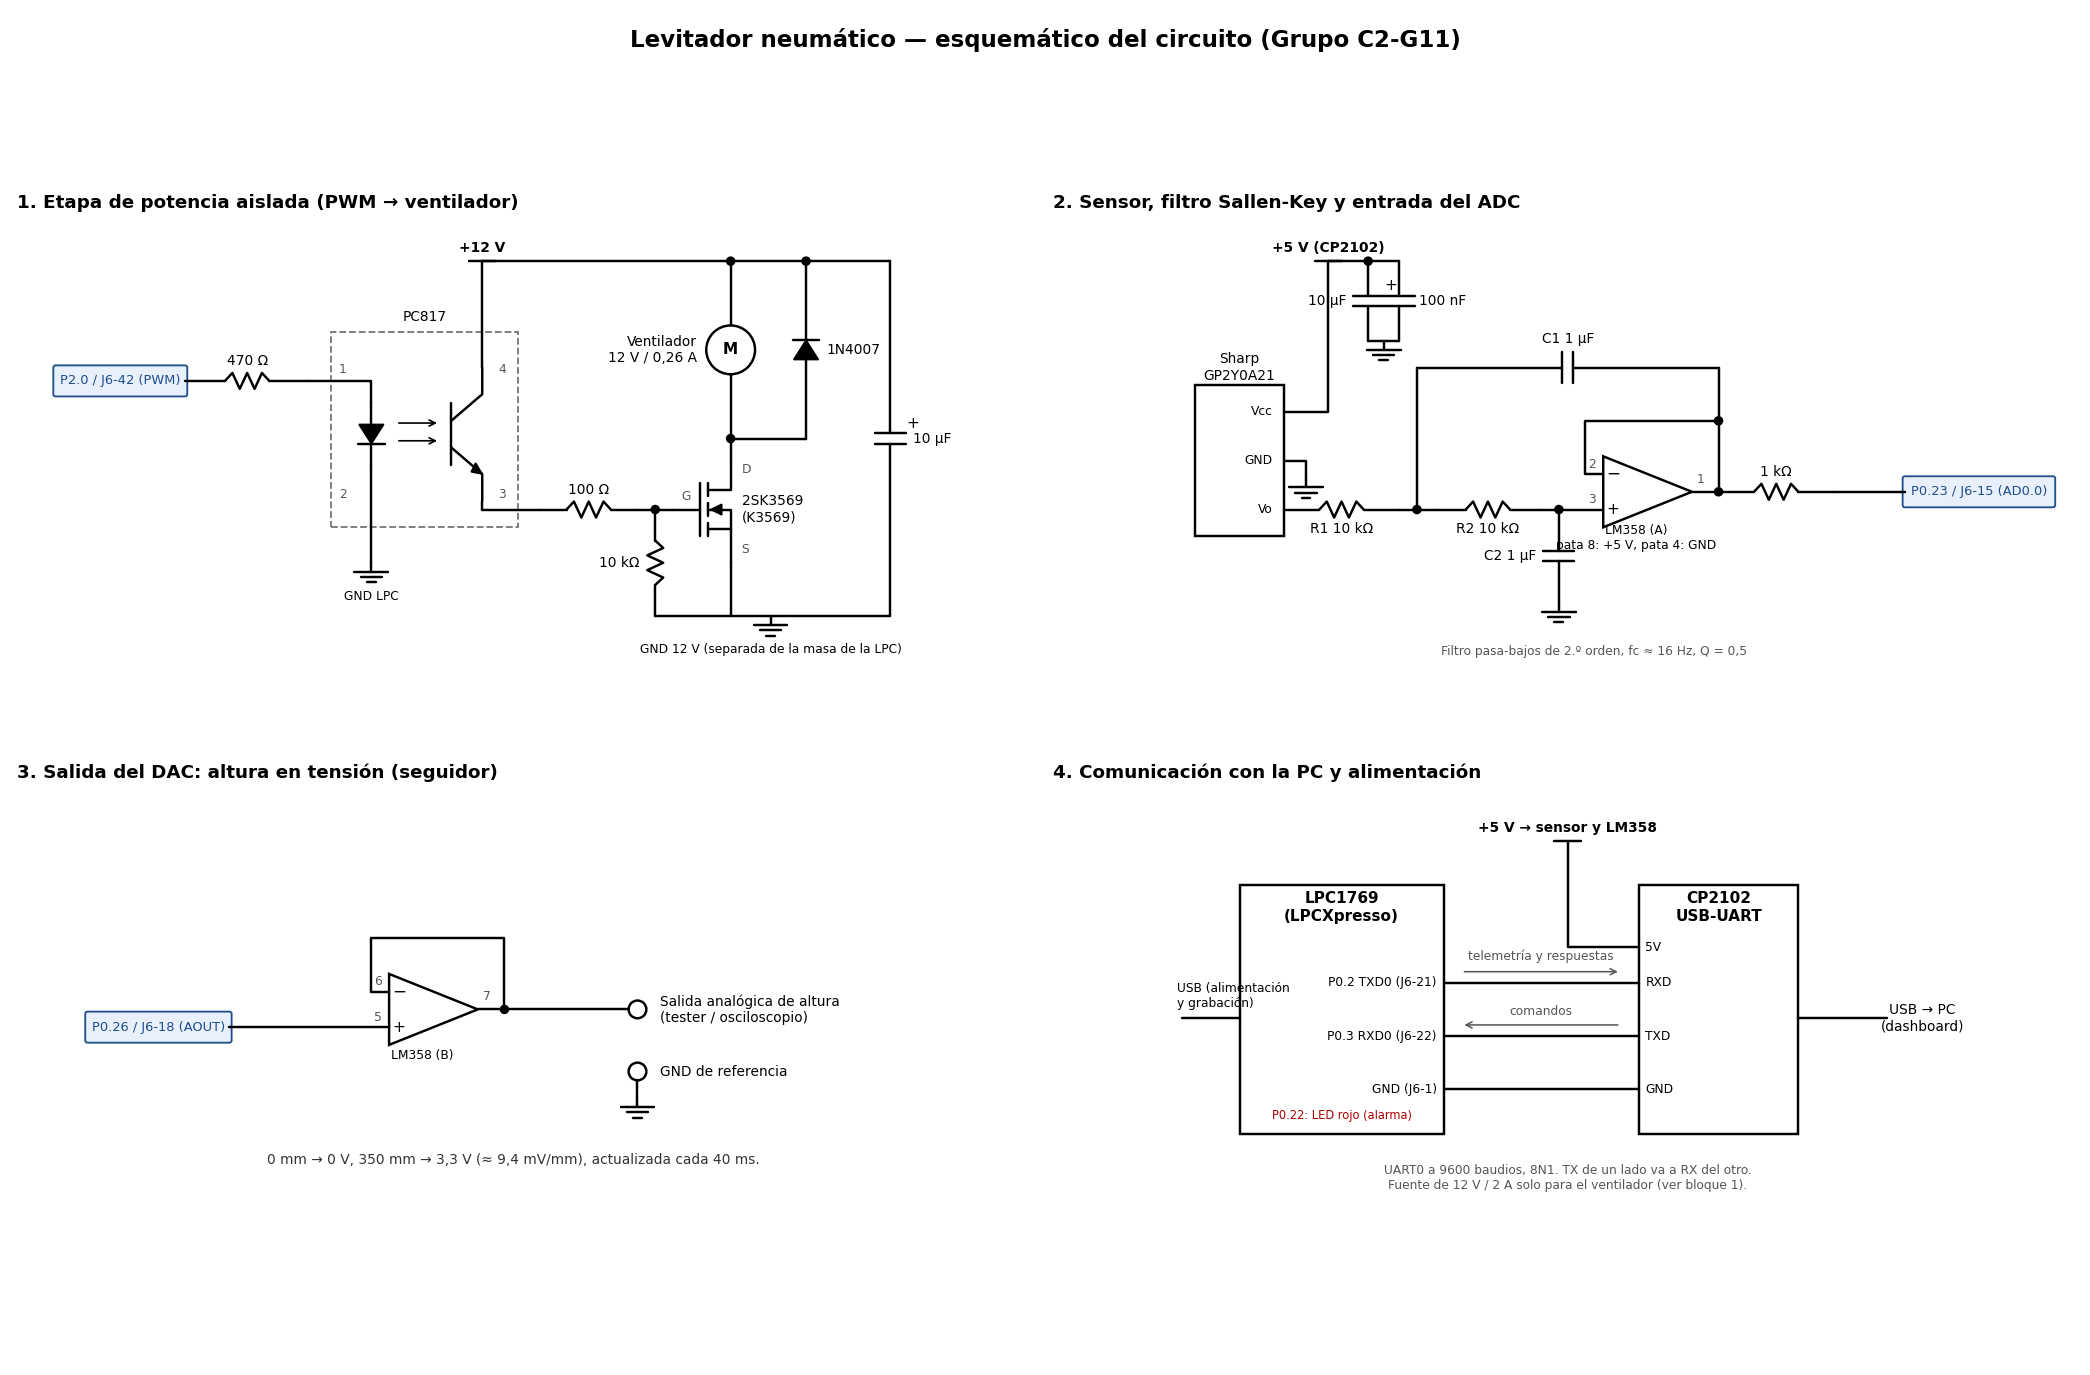 Levitador neumático — esquemático del circuito (Grupo C2-G11)
1. Etapa de potencia aislada (PWM → ventilador)
+12 V
PC817
470 Ω
P2.0 / J6-42 (PWM)
1
4
2
3
Ventilador
12 V / 0,26 A
M
1N4007
+
10 µF
D
100 Ω
G
2SK3569
(K3569)
S
10 kΩ
GND LPC
GND 12 V (separada de la masa de la LPC)
2. Sensor, filtro Sallen-Key y entrada del ADC
+5 V (CP2102)
+
10 µF
100 nF
C1 1 µF
Sharp
GP2Y0A21
Vcc
GND
Vo
R1 10 kΩ
R2 10 kΩ
2
−
3
+
1
1 kΩ
P0.23 / J6-15 (AD0.0)
LM358 (A)
pata 8: +5 V, pata 4: GND
C2 1 µF
Filtro pasa-bajos de 2.º orden, fc ≈ 16 Hz, Q = 0,5
3. Salida del DAC: altura en tensión (seguidor)
6
−
7
5
+
P0.26 / J6-18 (AOUT)
LM358 (B)
Salida analógica de altura
(tester / osciloscopio)
GND de referencia
0 mm → 0 V, 350 mm → 3,3 V (≈ 9,4 mV/mm), actualizada cada 40 ms.
4. Comunicación con la PC y alimentación
+5 V → sensor y LM358
LPC1769
(LPCXpresso)
CP2102
USB-UART
5V
telemetría y respuestas
P0.2 TXD0 (J6-21)
RXD
USB (alimentación
y grabación)
comandos
P0.3 RXD0 (J6-22)
TXD
USB → PC
(dashboard)
GND (J6-1)
GND
P0.22: LED rojo (alarma)
UART0 a 9600 baudios, 8N1. TX de un lado va a RX del otro.
Fuente de 12 V / 2 A solo para el ventilador (ver bloque 1).